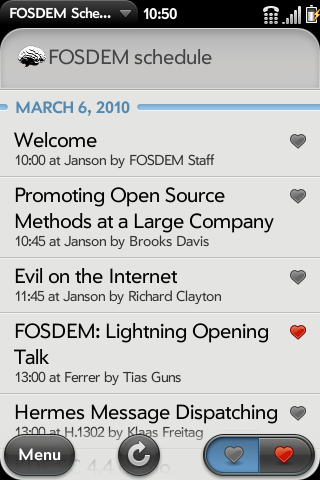 FOSDEM Sche...
10:50
FOSDEM schedule
MARCH 6, 2010
Welcome
10:00 at Janson by FOSDEM Staff
Promoting Open Source
Methods at a Large Company
10:45 at Janson by Brooks Davis
Evil on the Internet
11:45 at Janson by Richard Clayton
FOSDEM: Lightning Opening
Talk
13:00 at Ferrer by Tias Guns
Hermes Message Dispatching
13:00 at H.1302 by Klaas Freitag
Menu